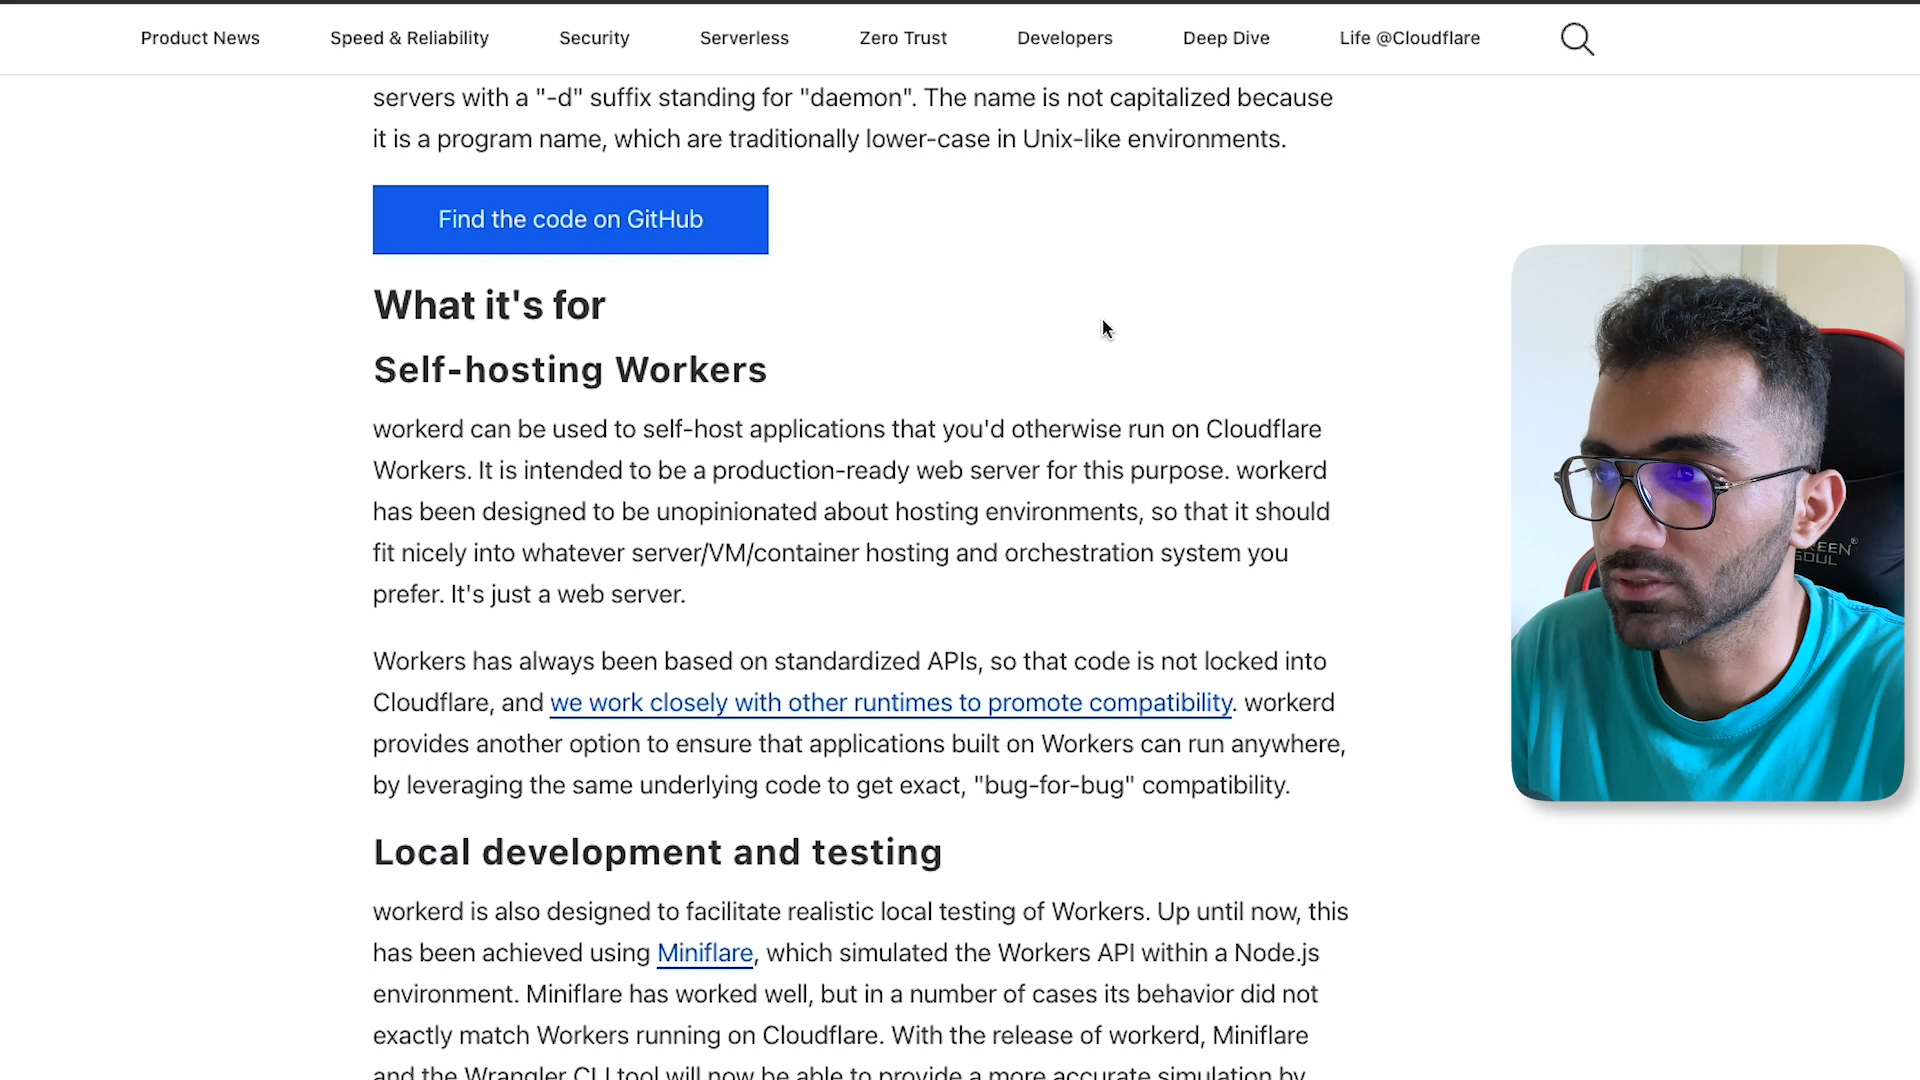 Product News Speed & Reliability Security Serverless Zero Trust Developers Deep Dive Life @Cloudflare
servers with a "-d" suffix standing for "daemon". The name is not capitalized because
it is a program name, which are traditionally lower-case in Unix-like environments.
Find the code on GitHub
What it's for
Self-hosting Workers
workerd can be used to self-host applications that you'd otherwise run on Cloudflare
Workers. It is intended to be a production-ready web server for this purpose. workerd
has been designed to be unopinionated about hosting environments, so that it should
fit nicely into whatever server/VM/container hosting and orchestration system you
prefer. It's just a web server.
Workers has always been based on standardized APIs, so that code is not locked into
Cloudflare, and we work closely with other runtimes to promote compatibility. workerd
provides another option to ensure that applications built on Workers can run anywhere,
by leveraging the same underlying code to get exact, "bug-for-bug" compatibility.
Local development and testing
workerd is also designed to facilitate realistic local testing of Workers. Up until now, this
has been achieved using Miniflare, which simulated the Workers API within a Node.js
environment. Miniflare has worked well, but in a number of cases its behavior did not
exactly match Workers running on Cloudflare. With the release of workerd, Miniflare
and the Wrangler CLI tool will now be able to provide a more accurate simulation by
SOUL